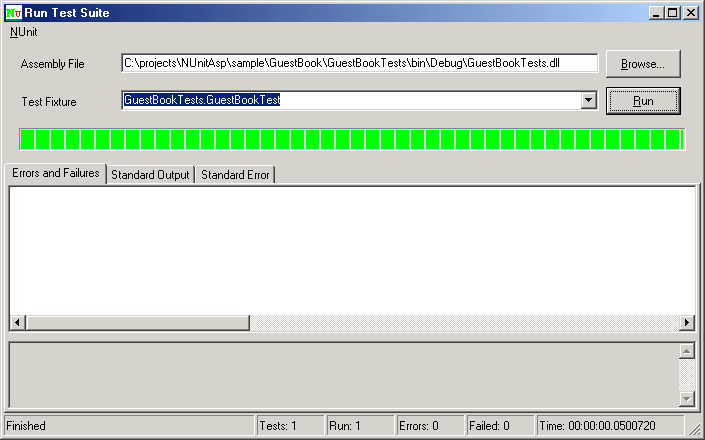 NU Run Test Suite
NUnit
Assembly File C:\projects\NUnitAsp\sample\GuestBook\GuestBookTests\bin\Debug\GuestBookTests.dll Browse...
Test Fixture GuestBookTests.GuestBookTest Run
Errors and Failures Standard Output Standard Error
Finished Tests: 1 Run: 1 Errors: 0 Failed: 0 Time: 00:00:00.0500720